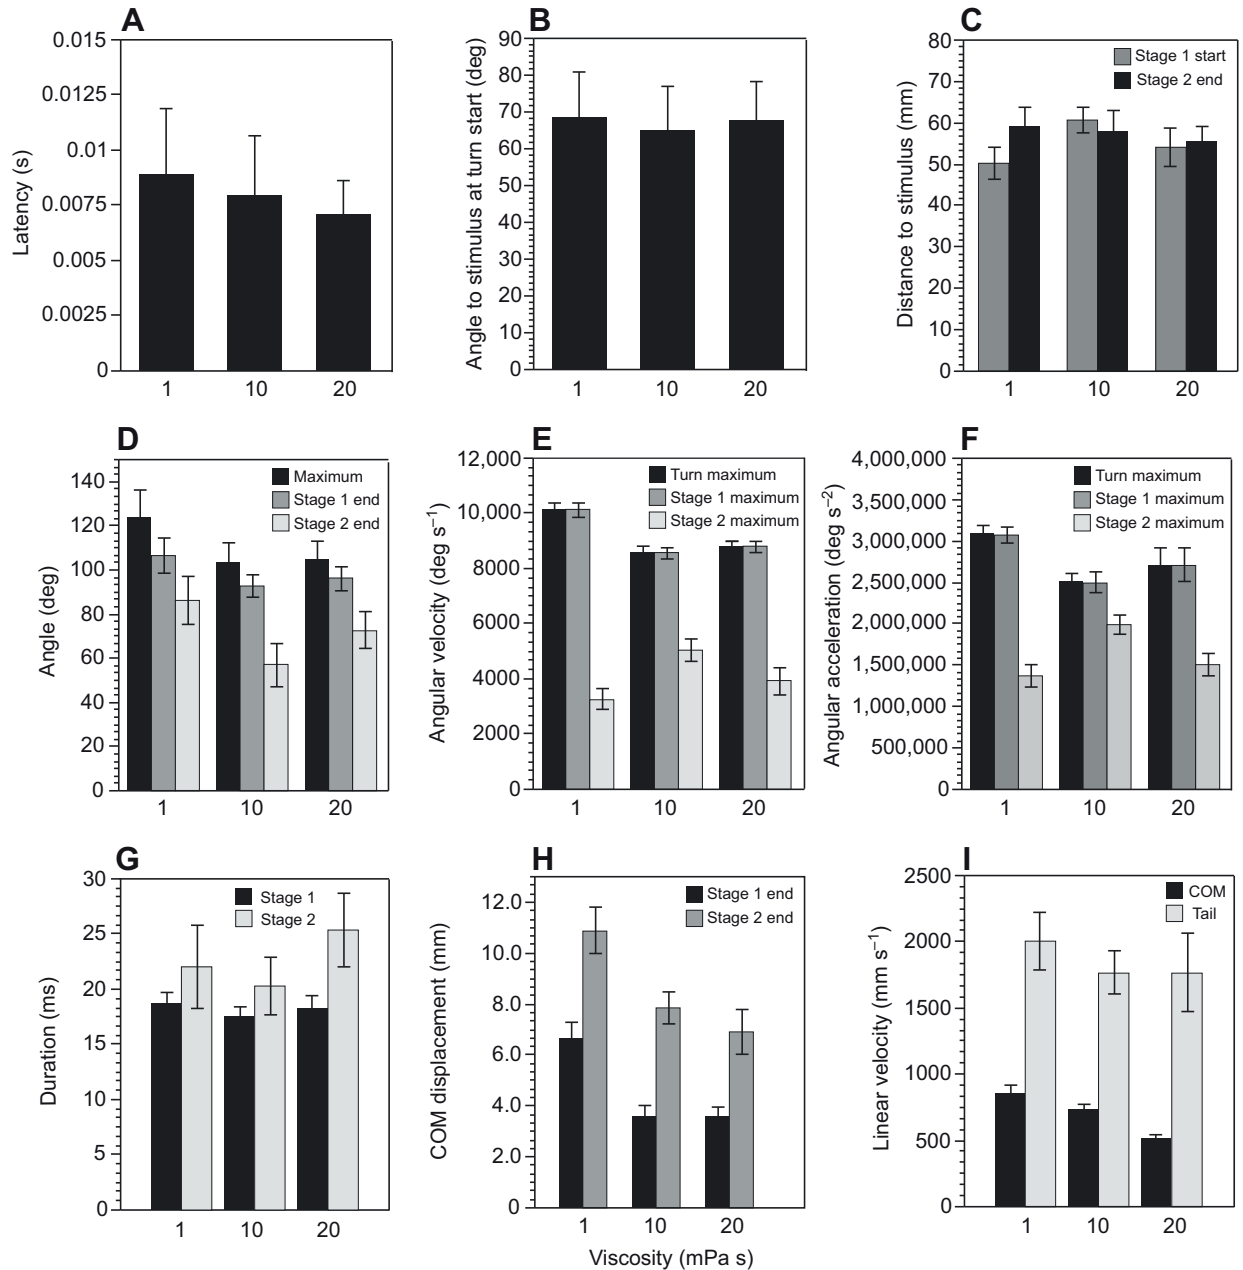 A
Latency (s)
0.015
0.0125
0.01
0.0075
0.005
0.0025
0
1 10 20
B
Angle to stimulus at turn start (deg)
90
80
70
60
50
40
30
20
10
0
1 10 20
C
Distance to stimulus (mm)
80
70
60
50
40
30
20
10
0
Stage 1 start
Stage 2 end
1 10 20
D
Angle (deg)
140
120
100
80
60
40
20
0
Maximum
Stage 1 end
Stage 2 end
1 10 20
E
Angular velocity (deg s−1)
12,000
10,000
8000
6000
4000
2000
0
Turn maximum
Stage 1 maximum
Stage 2 maximum
1 10 20
F
Angular acceleration (deg s−2)
4,000,000
3,500,000
3,000,000
2,500,000
2,000,000
1,500,000
1,000,000
500,000
0
Turn maximum
Stage 1 maximum
Stage 2 maximum
1 10 20
G
Duration (ms)
30
25
20
15
10
5
0
Stage 1
Stage 2
1 10 20
H
COM displacement (mm)
12.0
10.0
8.0
6.0
4.0
2.0
0
Stage 1 end
Stage 2 end
1 10 20
I
Linear velocity (mm s−1)
2500
2000
1500
1000
500
0
COM
Tail
1 10 20
Viscosity (mPa s)